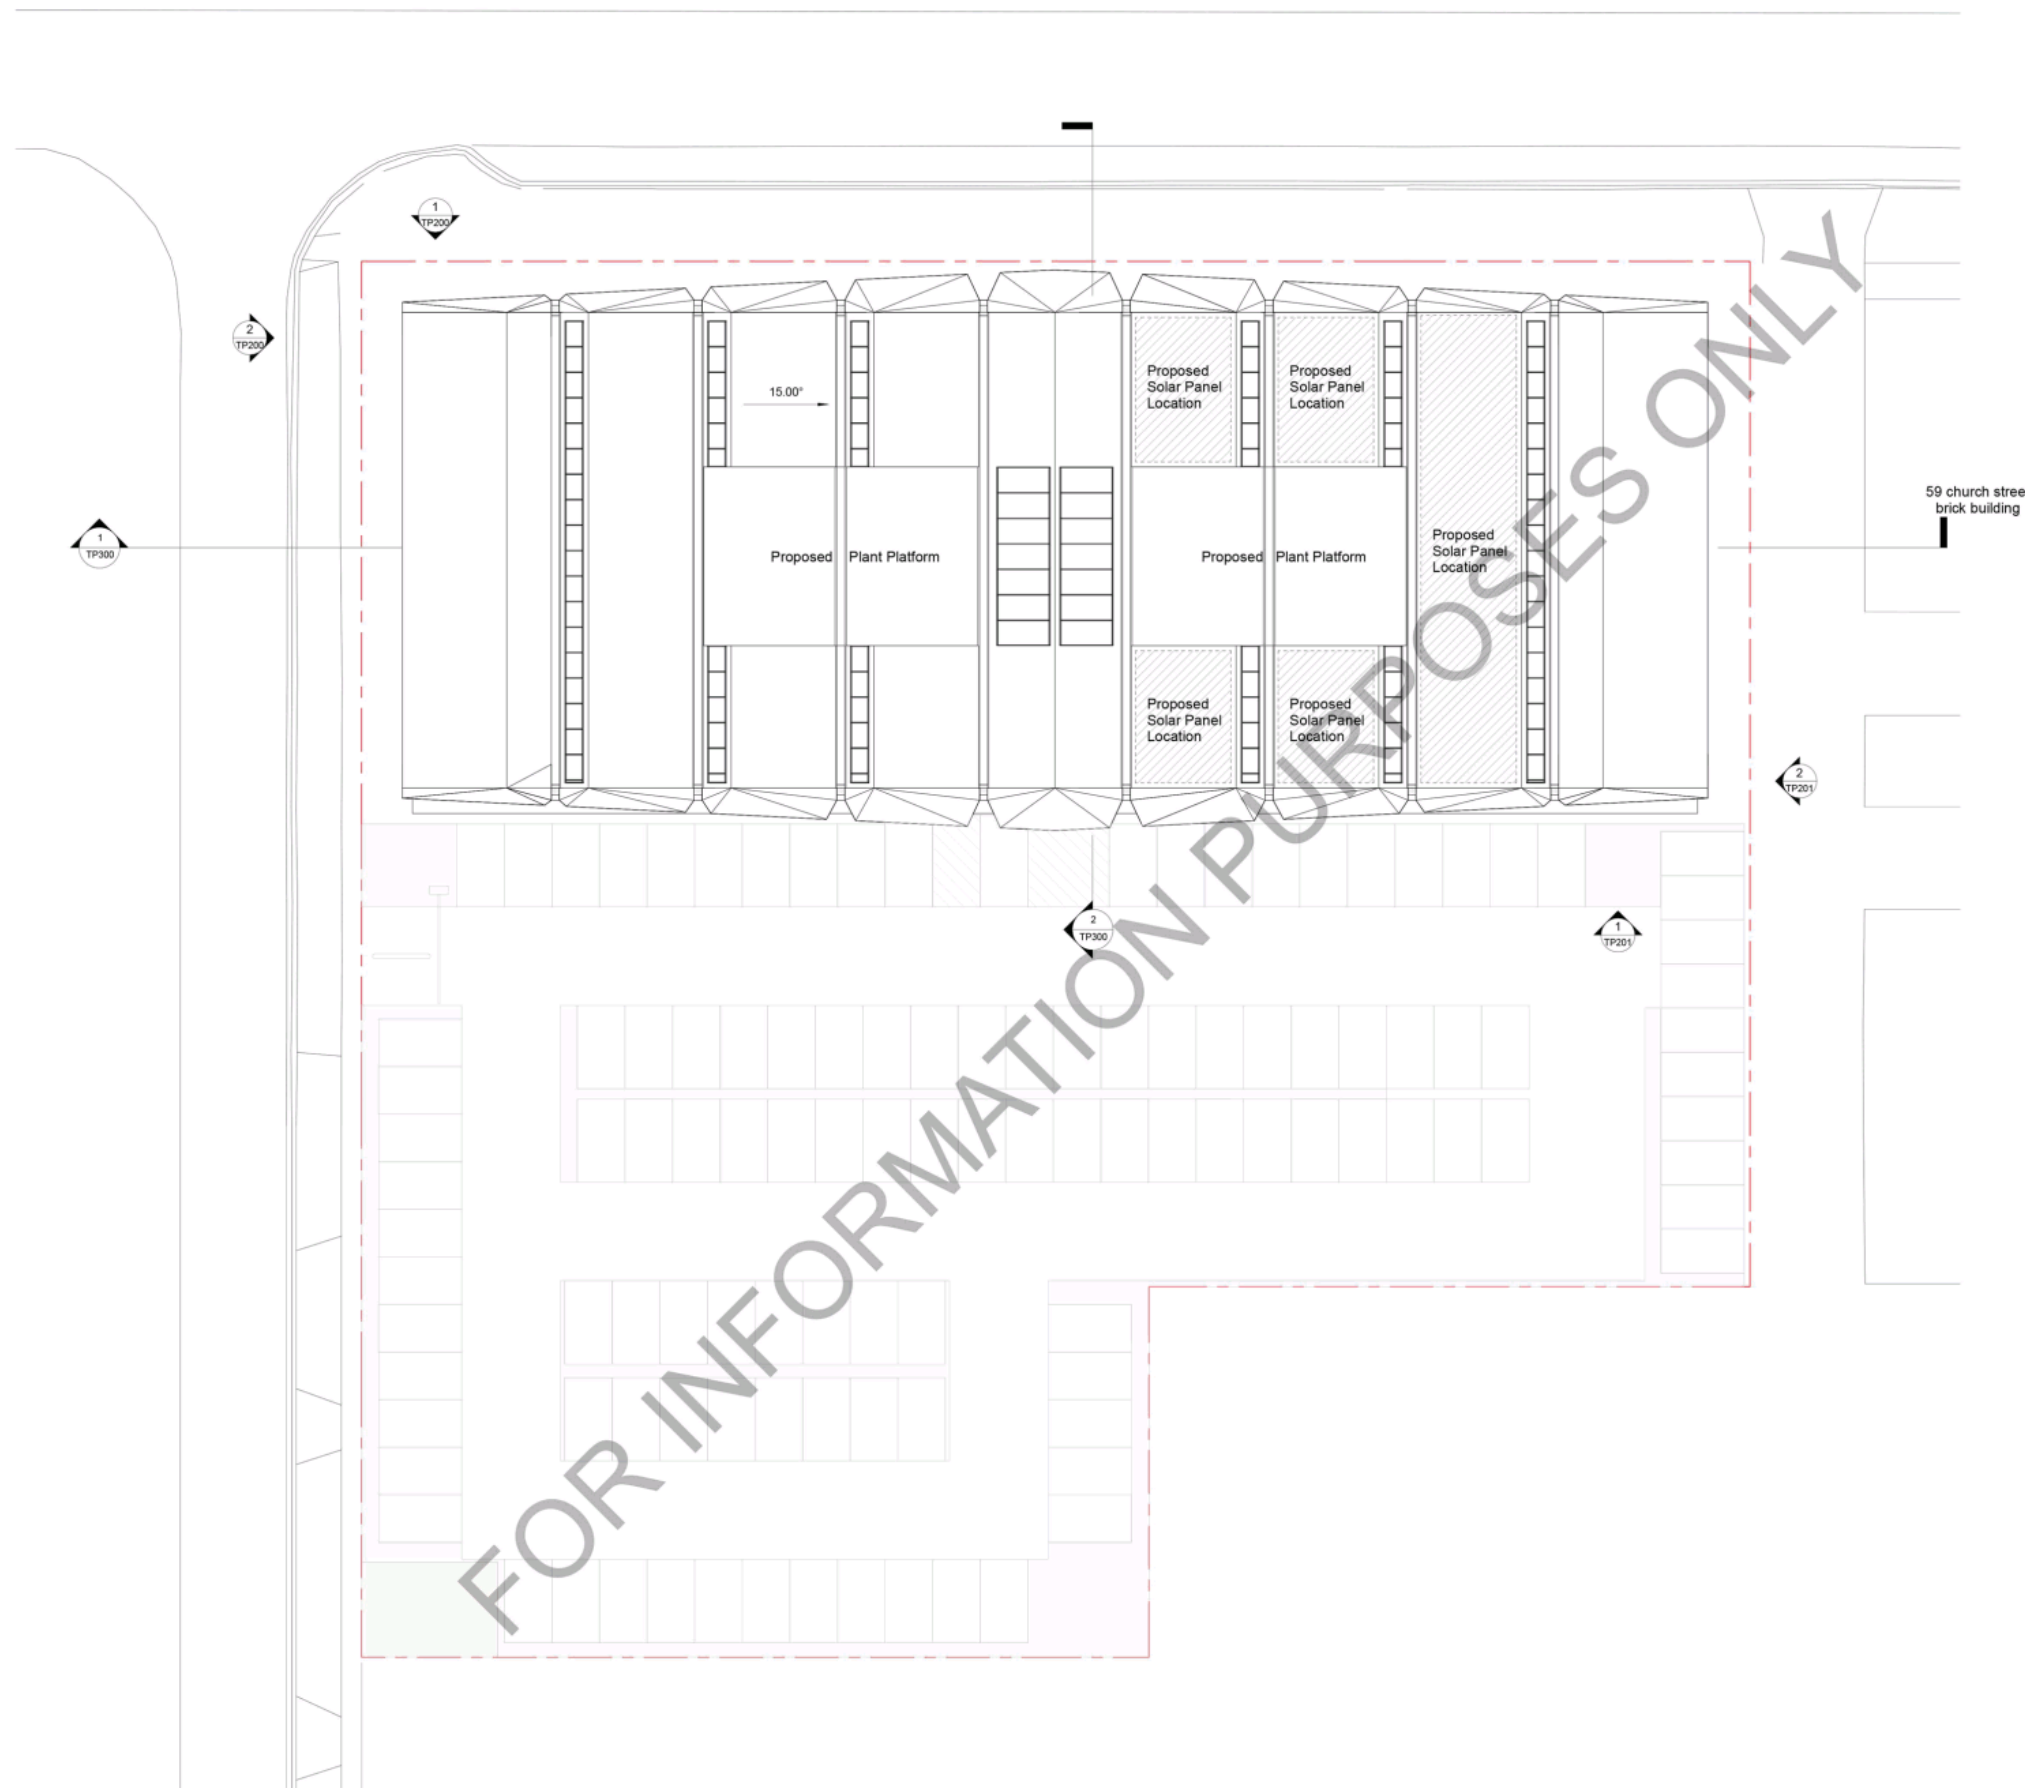 1
TP200
2
TP200
15.00°
Proposed
Solar Panel
Location
Proposed
Solar Panel
Location
59 church stree
brick building
1
TP300
Proposed Plant Platform
Proposed Plant Platform
Proposed
Solar Panel
Location
Proposed
Solar Panel
Location
Proposed
Solar Panel
Location
2
TP201
2
TP300
1
TP201
FOR INFORMATION PURPOSES ONLY